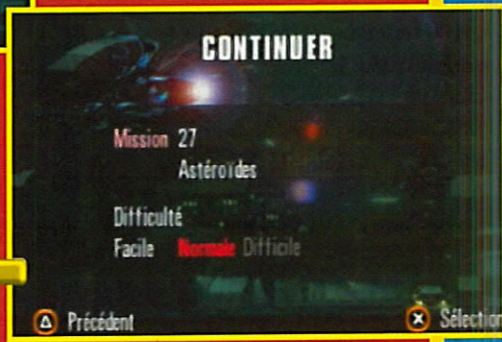 CONTINUER
Mission 27
Astéroïdes
Difficulté
Facile Normale Difficile
Précédent Sélection